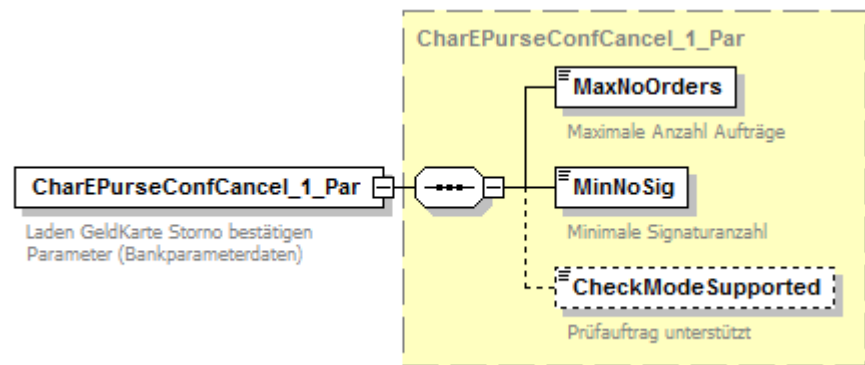 CharEPurseConfCancel_1_Par
MaxNoOrders
Maximale Anzahl Aufträge
CharEPurseConfCancel_1_Par
Laden GeldKarte Storno bestätigen
Parameter (Bankparameterdaten)
MinNoSig
Minimale Signaturanzahl
CheckModeSupported
Prüfauftrag unterstützt